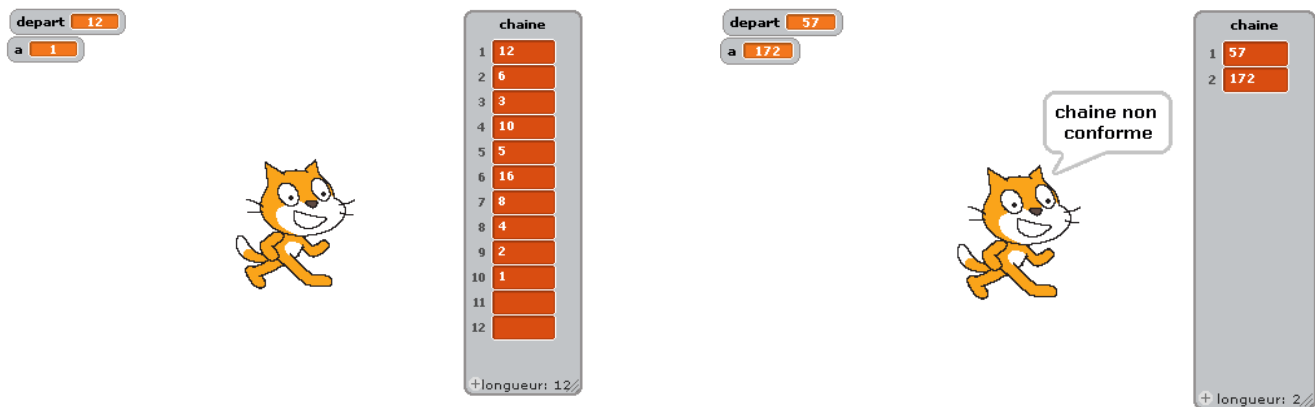 depart 12
a 1
chaine
1 12
2 6
3 3
4 10
5 5
6 16
7 8
8 4
9 2
10 1
11
12
+longueur: 12
depart 57
a 172
chaine non
conforme
chaine
1 57
2 172
+ longueur: 2